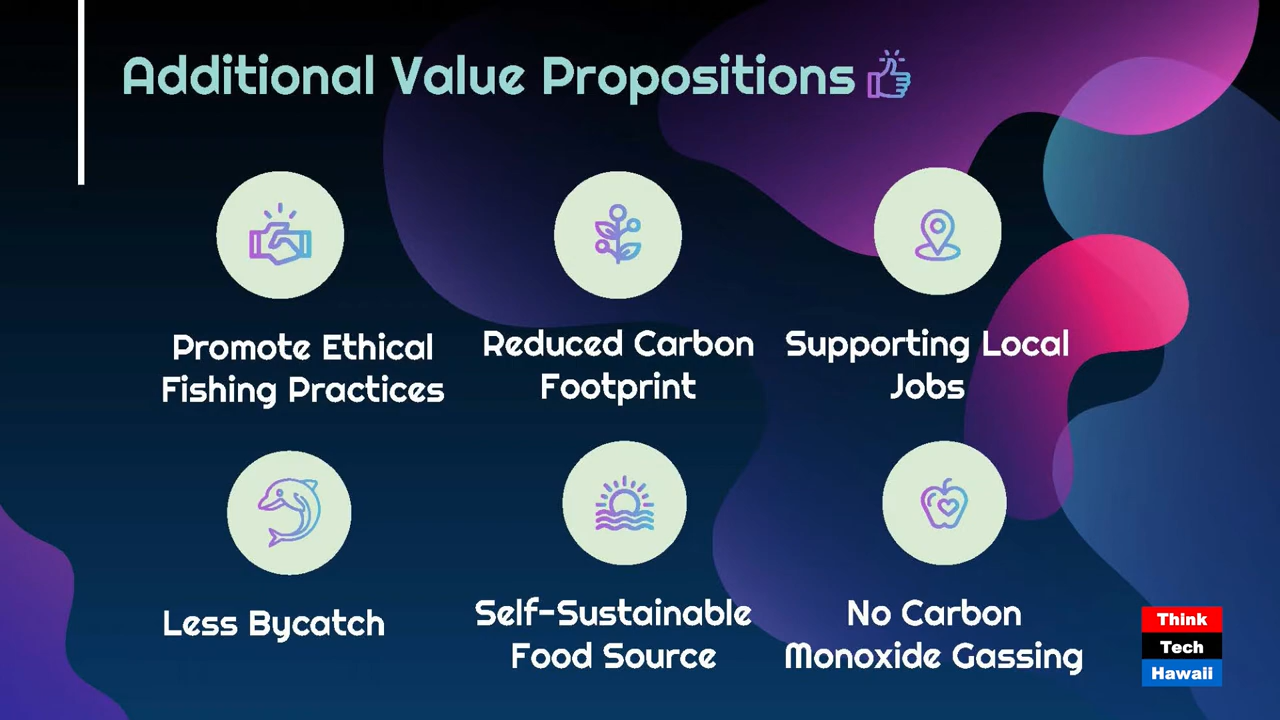 Additional Value Propositions
Promote Ethical
Fishing Practices
Reduced Carbon
Footprint
Supporting Local
Jobs
Less Bycatch
Self-Sustainable
Food Source
No Carbon
Monoxide Gassing
Think
Tech
Hawaii